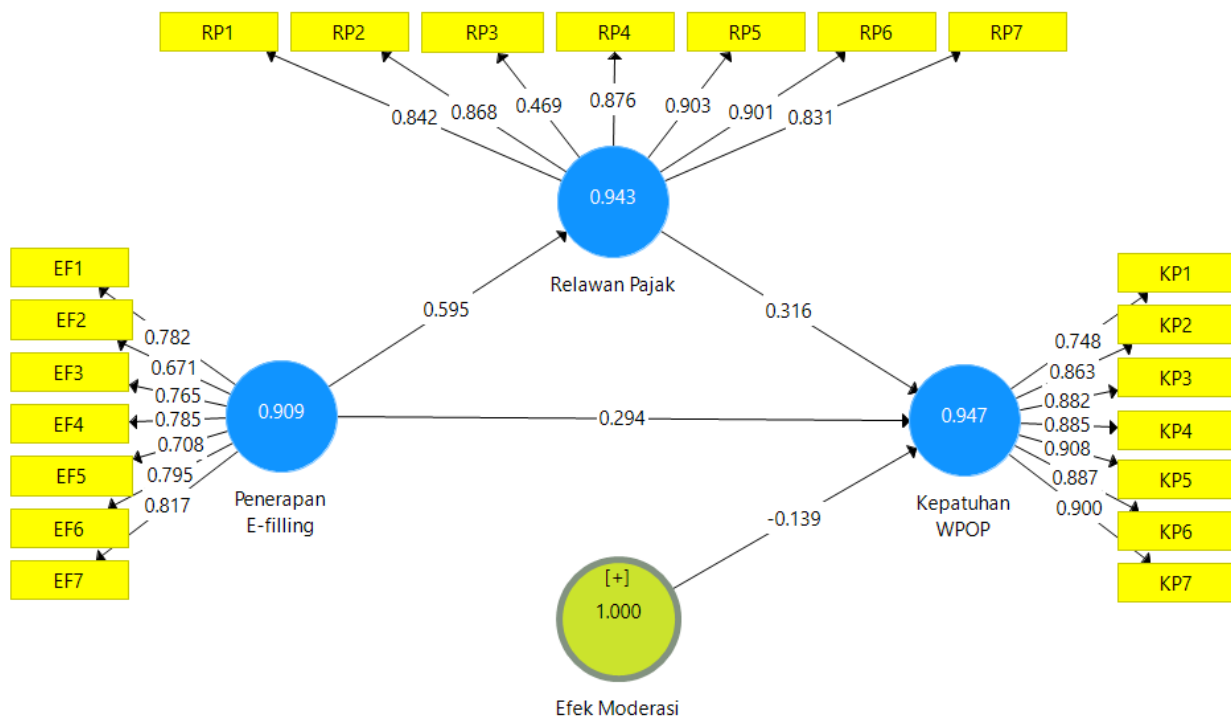 RP1 RP2 RP3 RP4 RP5 RP6 RP7
0.842 0.868 0.469 0.876 0.903 0.901 0.831
0.943
Relawan Pajak
EF1
EF2
EF3
EF4
EF5
EF6
EF7
0.782
0.671
0.765
0.785
0.708
0.795
0.817
0.909
Penerapan
E-filling
0.595
0.316
0.294
-0.139
0.947
Kepatuhan
WPOP
0.748
0.863
0.882
0.885
0.908
0.887
0.900
KP1
KP2
KP3
KP4
KP5
KP6
KP7
[+]
1.000
Efek Moderasi